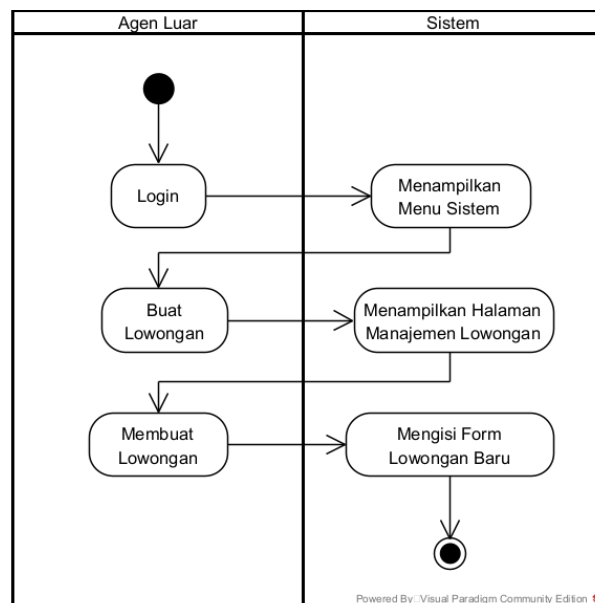 Agen Luar
Sistem
Login
Menampilkan
Menu Sistem
Buat
Lowongan
Menampilkan Halaman
Manajemen Lowongan
Membuat
Lowongan
Mengisi Form
Lowongan Baru
Powered By Visual Paradigm Community Edition